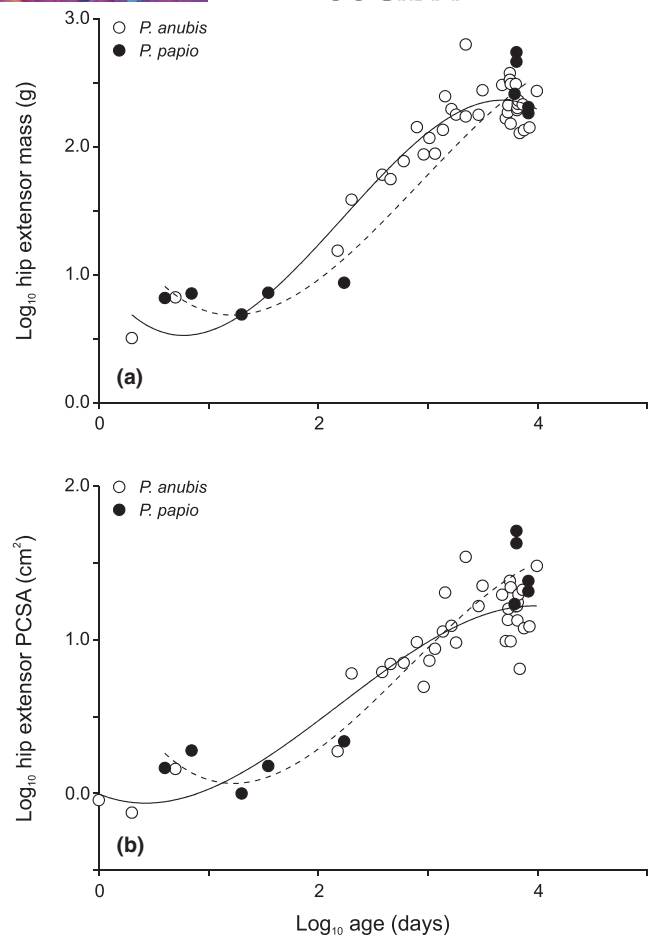 3.0
P. anubis
P. papio
2.0
1.0
0.0
Log₁₀ hip extensor mass (g)
(a)
0
2
4
2.0
P. anubis
P. papio
1.0
0.0
Log₁₀ hip extensor PCSA (cm²)
(b)
0
2
4
Log₁₀ age (days)